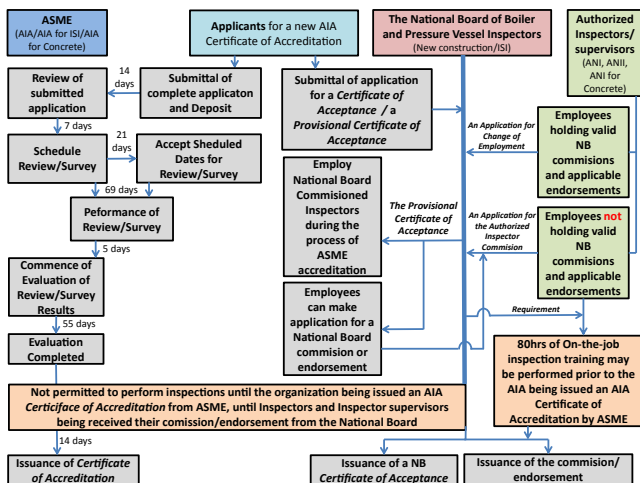 ASME
(AIA/AIA for ISI/AIA
for Concrete)
Applicants for a new AIA
Certificate of Accreditation
The National Board of Boiler
and Pressure Vessel Inspectors
(New construction/ISI)
Authorized
Inspectors/
supervisors
(ANI, ANII,
ANI for
Concrete)
Review of
submitted
application
14
days
Submittal of
complete applicaton
and Deposit
Submittal of application
for a Certificate of
Acceptance / a
Provisional Certificate of
Acceptance
7 days
Schedule
Review/Survey
21
days
Accept Sheduled
Dates for
Review/Survey
An Application for
Change of
Employment
Employees
holding valid
NB
commisions
and applicable
endorsements
69 days
Peformance of
Review/Survey
Employ
National Board
Commisioned
Inspectors
during the
process of
ASME
accreditation
The Provisional
Certificate of
Acceptance
An Application for
the Authorized
Inspector
Commision
Employees not
holding valid
NB
commisions
and applicable
endorsements
5 days
Commence of
Evaluation of
Review/Survey
Results
Employees
can make
application for a
National Board
commision or
endorsement
Requirement
55 days
Evaluation
Completed
80hrs of On-the-job
inspection training may
be performed prior to
the AIA being issued an AIA
Certificate of
Accreditation by ASME
Not permitted to perform inspections until the organization being issued an AIA
Certiciface of Accreditation from ASME, until Inspectors and Inspector supervisors
being received their comission/endorsement from the National Board
14 days
Issuance of Certificate
of Accreditation
Issuance of a NB
Certificate of Acceptance
Issuance of the commision/
endorsement